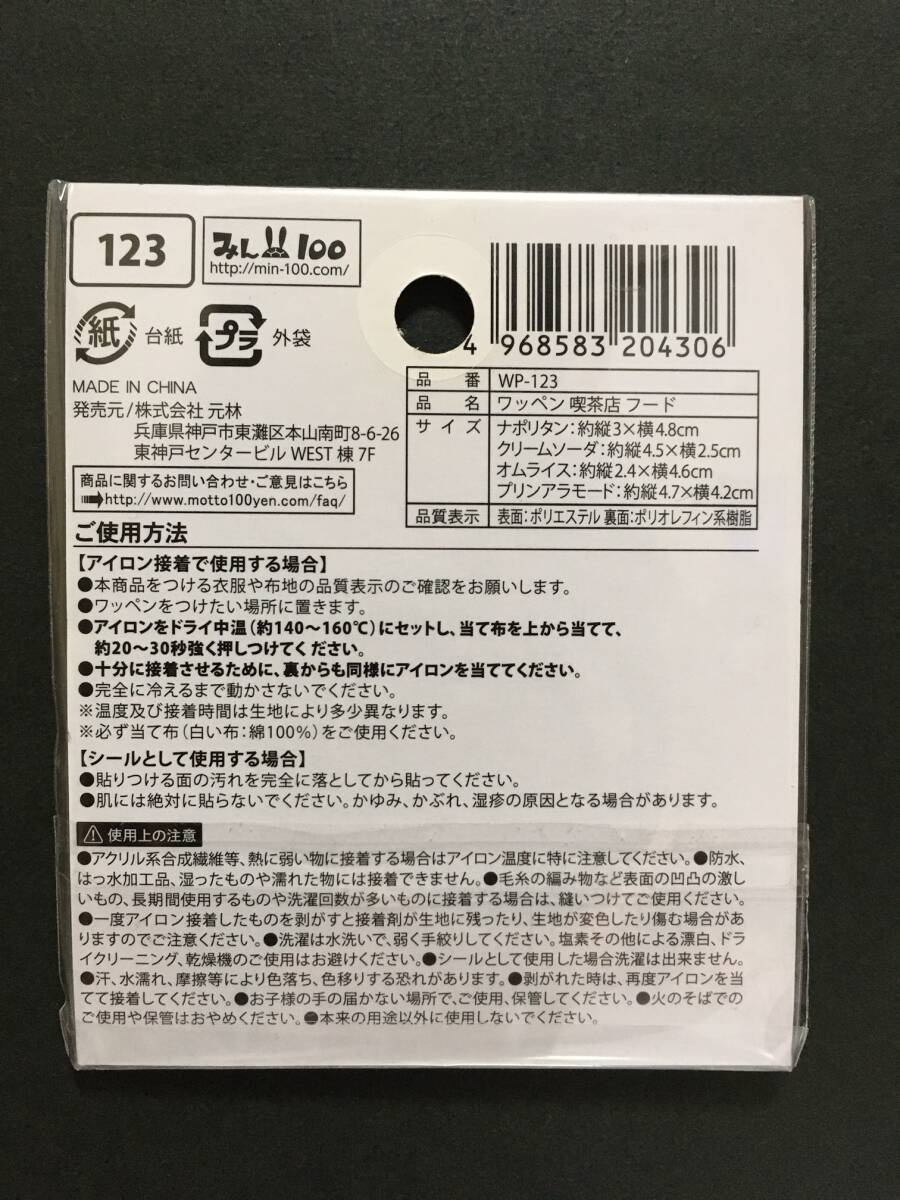 123
みん100
http://min-100.com/
紙 台紙
プラ 外袋
4 968583 204306
MADE IN CHINA
発売元/株式会社 元林
兵庫県神戸市東灘区本山南町8-6-26
東神戸センタービル WEST 棟 7F
商品に関するお問い合わせ・ご意見はこちら
http://www.motto100yen.com/faq/
品番 WP-123
品名 ワッペン 喫茶店 フード
サイズ ナポリタン:約縦3×横4.8cm
クリームソーダ:約縦4.5×横2.5cm
オムライス:約縦2.4×横4.6cm
プリンアラモード:約縦4.7×横4.2cm
品質表示 表面:ポリエステル 裏面:ポリオレフィン系樹脂
ご使用方法
【アイロン接着で使用する場合】
●本商品をつける衣服や布地の品質表示のご確認をお願いします。
●ワッペンをつけたい場所に置きます。
●アイロンをドライ中温(約140〜160℃)にセットし、当て布を上から当てて、
約20〜30秒強く押しつけてください。
●十分に接着させるために、裏からも同様にアイロンを当ててください。
●完全に冷えるまで動かさないでください。
※温度及び接着時間は生地により多少異なります。
※必ず当て布(白い布:綿100%)をご使用ください。
【シールとして使用する場合】
●貼りつける面の汚れを完全に落としてから貼ってください。
●肌には絶対に貼らないでください。かゆみ、かぶれ、湿疹の原因となる場合があります。
使用上の注意
●アクリル系合成繊維等、熱に弱い物に接着する場合はアイロン温度に特に注意してください。●防水、
はっ水加工品、湿ったものや濡れた物には接着できません。●毛糸の編み物など表面の凹凸の激し
いもの、長期間使用するものや洗濯回数が多いものに接着する場合は、縫いつけてご使用ください。
●一度アイロン接着したものを剥がすと接着剤が生地に残ったり、生地が変色したり傷む場合があ
りますのでご注意ください。●洗濯は水洗いで、弱く手絞りしてください。塩素その他による漂白、ドラ
イクリーニング、乾燥機のご使用はお避けください。●シールとして使用した場合洗濯は出来ません。
●汗、水濡れ、摩擦等により色落ち、色移りする恐れがあります。●剥がれた時は、再度アイロンを当
てて接着してください。●お子様の手の届かない場所で、ご使用、保管してください。●火のそばでの
ご使用や保管はおやめください。●本来の用途以外に使用しないでください。